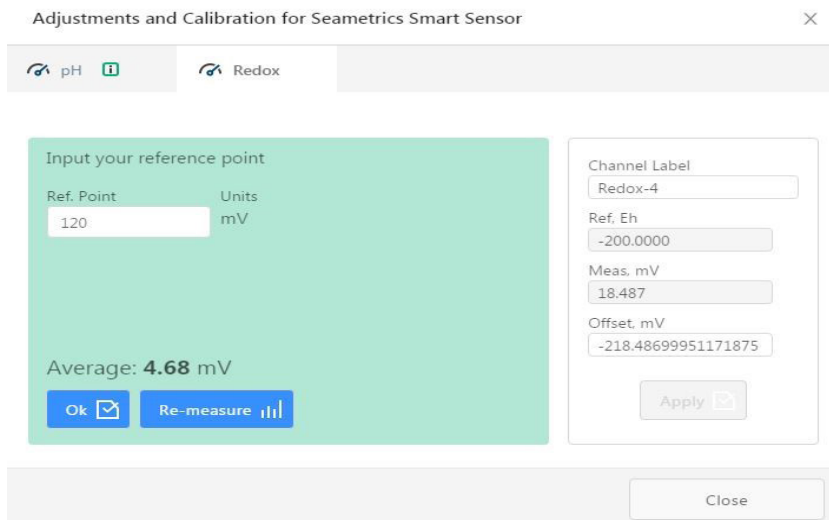 Adjustments and Calibration for Seametrics Smart Sensor
pH
Redox
Input your reference point
Ref. Point Units
120 mV
Average: 4.68 mV
Ok Re-measure
Channel Label
Redox-4
Ref, Eh
-200.0000
Meas, mV
18.487
Offset, mV
-218.48699951171875
Apply
Close